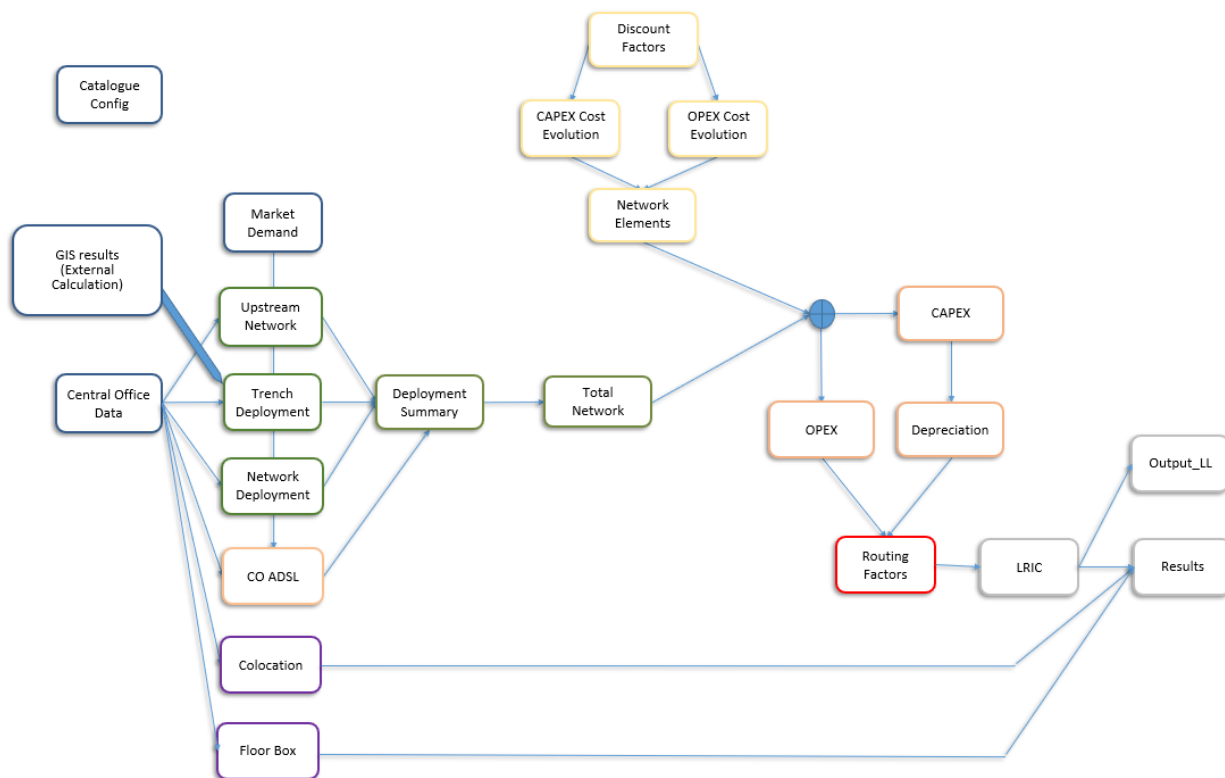 Discount
Factors
Catalogue
Config
CAPEX Cost
Evolution
OPEX Cost
Evolution
Market
Demand
Network
Elements
GIS results
(External Calculation)
Upstream
Network
CAPEX
Central Office
Data
Trench
Deployment
Deployment
Summary
Total
Network
OPEX
Depreciation
Network
Deployment
Output_LL
CO ADSL
Routing
Factors
LRIC
Results
Colocation
Floor Box